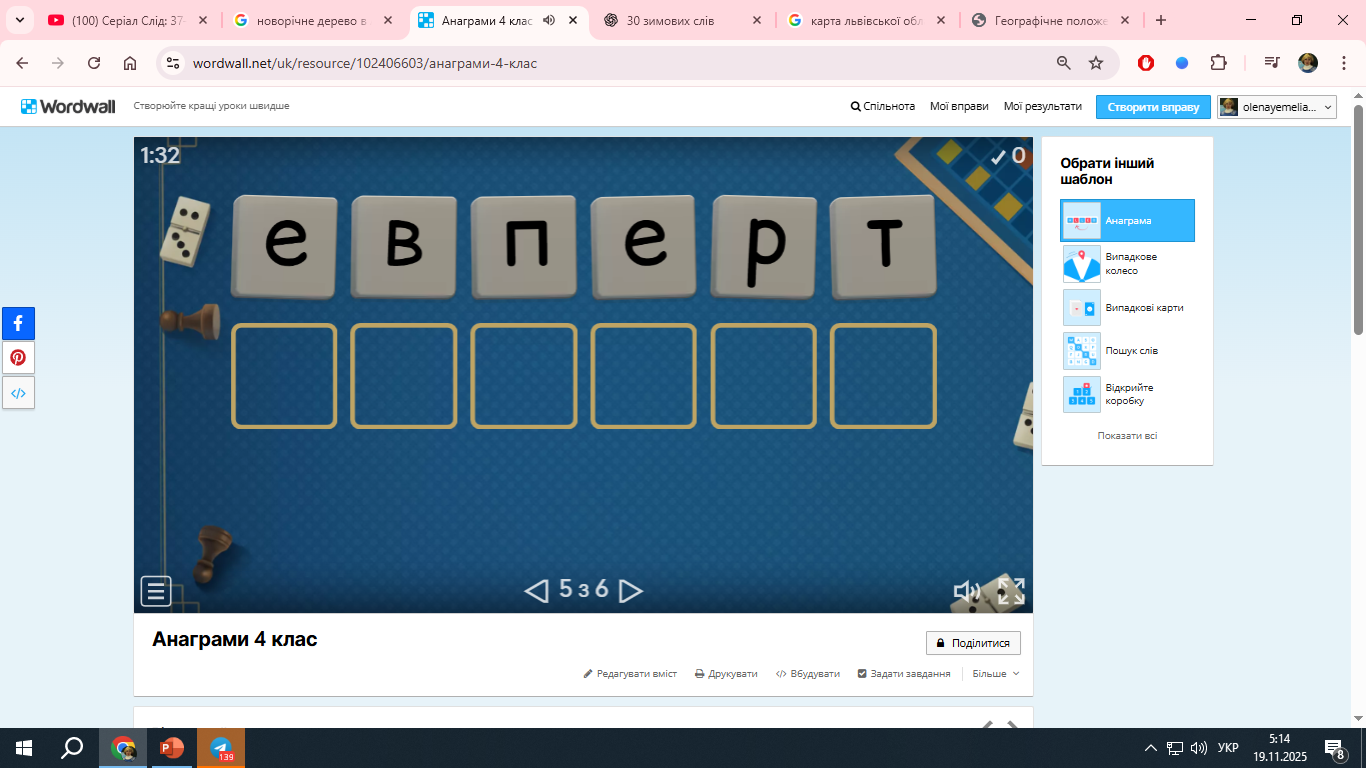 (100) Серіал Слід: 37-
новорічне дерево в
Анаграми 4 клас
30 зимових слів
карта львівської обл
Географічне положе
wordwall.net/uk/resource/102406603/анаграми-4-клас
Wordwall
Створюйте кращі уроки швидше
Спільнота
Мої вправи
Мої результати
Створити вправу
olenayemelia...
1:32
0
е в п е р т
5 з 6
Обрати інший
шаблон
Анаграма
Випадкове
колесо
Випадкові карти
Пошук слів
Відкрийте
коробку
Показати всі
Анаграми 4 клас
Поділитися
Редагувати вміст
Друкувати
Вбудувати
Задати завдання
Більше
139
УКР
5:14
19.11.2025
8